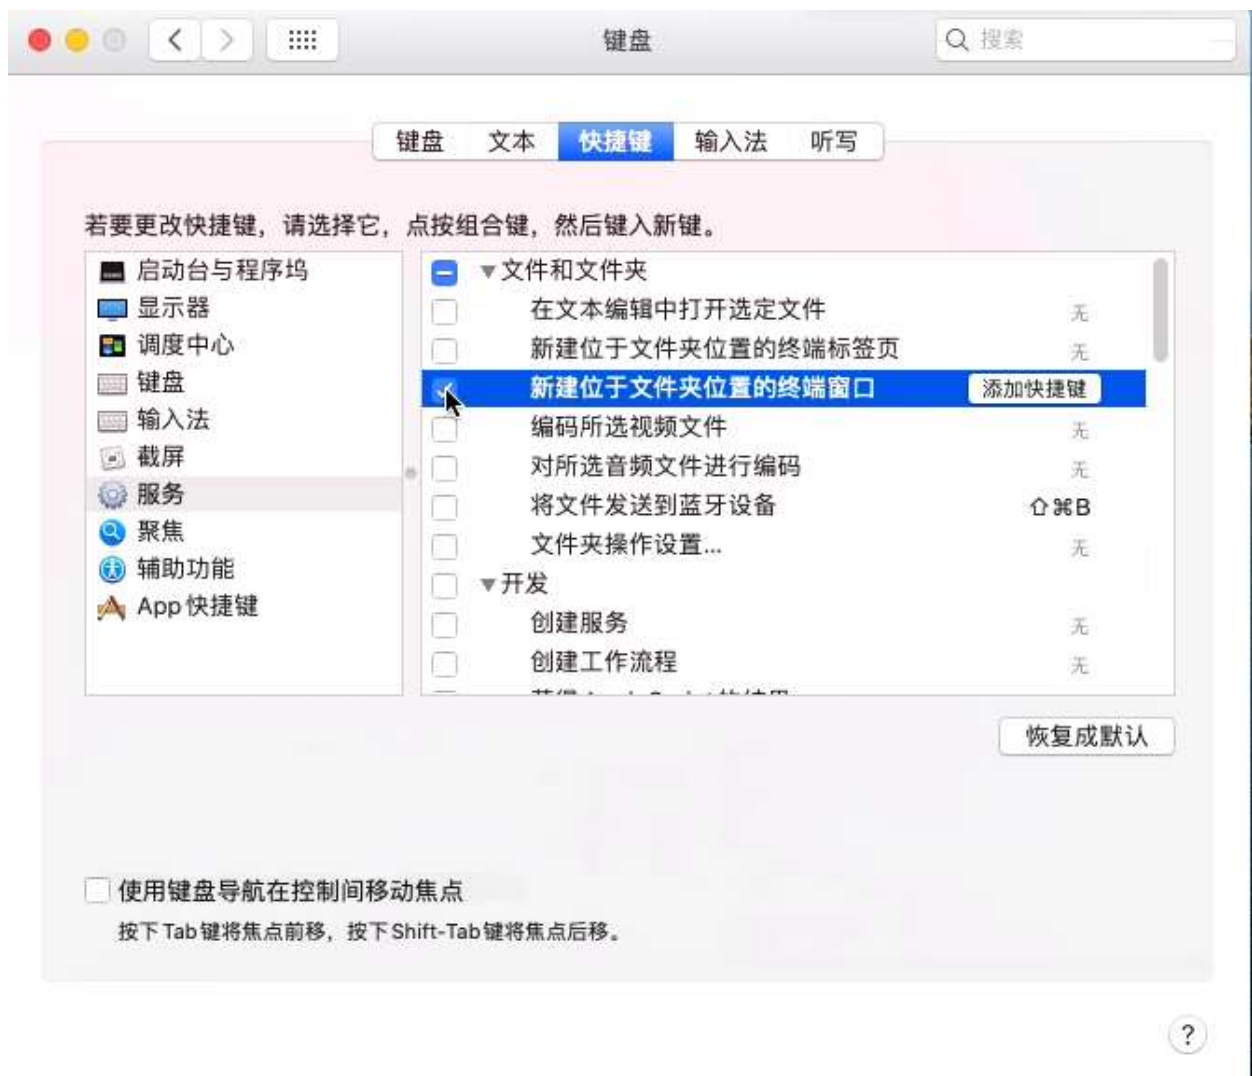 键盘
搜索
键盘 文本 快捷键 输入法 听写
若要更改快捷键，请选择它，点按组合键，然后键入新键。
启动台与程序坞
显示器
调度中心
键盘
输入法
截屏
服务
聚焦
辅助功能
App 快捷键
▼文件和文件夹
在文本编辑中打开选定文件 无
新建位于文件夹位置的终端标签页 无
新建位于文件夹位置的终端窗口 添加快捷键
编码所选视频文件 无
对所选音频文件进行编码 无
将文件发送到蓝牙设备 ⇧⌘B
文件夹操作设置... 无
▼开发
创建服务 无
创建工作流程 无
恢复成默认
使用键盘导航在控制间移动焦点
按下 Tab 键将焦点前移，按下 Shift-Tab 键将焦点后移。
?